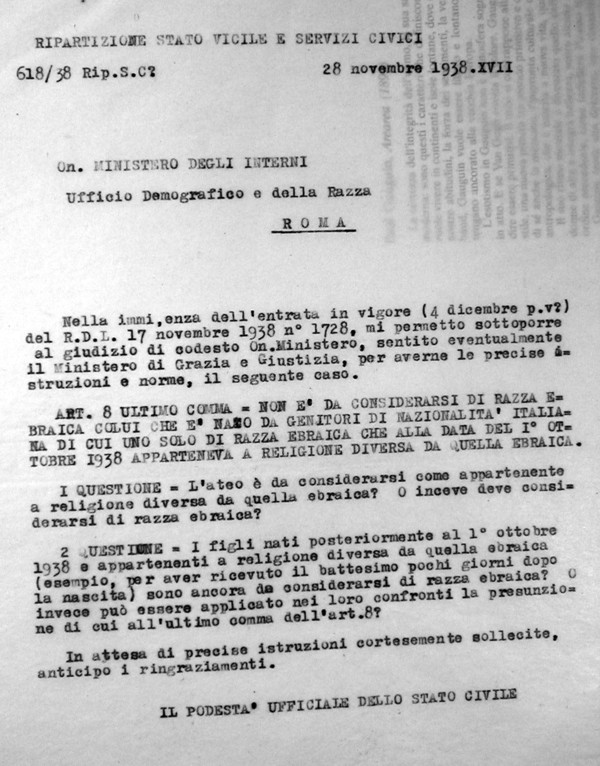 RIPARTIZIONE STATO VICILE E SERVIZI CIVICI
618/38 Rip.S.C? 28 novembre 1938.XVII
On. MINISTERO DEGLI INTERNI
Ufficio Demografico e della Razza
R O M A
Nella immi,enza dell'entrata in vigore (4 dicembre p.v?)
del R.D.L. 17 novembre 1938 n° 1728, mi permetto sottoporre
al giudizio di codesto On.Ministero, sentito eventualmente
il Ministero di Grazia e Giustizia, per averne le precise i=
struzioni e norme, il seguente caso.
ART. 8 ULTIMO COMMA = NON E' DA CONSIDERARSI DI RAZZA E=
BRAICA COLUI CHE E' NATO DA GENITORI DI NAZIONALITA' ITALIA=
NA DI CUI UNO SOLO DI RAZZA EBRAICA CHE ALLA DATA DEL I° OT=
TOBRE 1938 APPARTENEVA A RELIGIONE DIVERSA DA QUELLA EBRAICA.
I QUESTIONE = L'ateo è da considerarsi come appartenente
a religione diversa da quella ebraica? O inceve deve consi=
derarsi di razza ebraica?
2 QUESTIONE = I figli nati posteriormente al 1° ottobre
1938 e appartenenti a religione diversa da quella ebraica
(esempio, per aver ricevuto il battesimo pochi giorni dopo
la nascita) sono ancora da considerarsi di razza ebraica? O
invece può essere applicato nei loro confronti la presunzio=
ne di cui all'ultimo comma dell'art.8?
In attesa di precise istruzioni cortesemente sollecite,
anticipo i ringraziamenti.
IL PODESTA' UFFICIALE DELLO STATO CIVILE